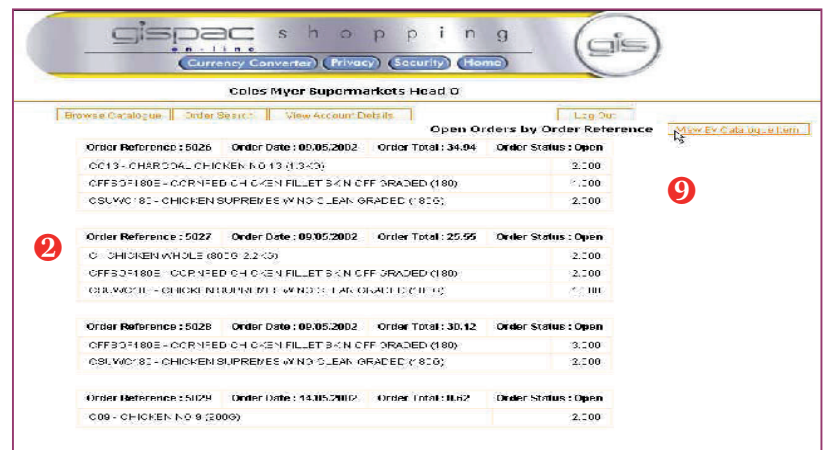 gispac shopping
on-line
gis
Currency Converter Privacy Security Home
Coles Myer Supermarkets Head O
Browse Catalogue Order Search View Account Details Log Out
Open Orders by Order Reference View By Catalogue Item
Order Reference : 5026 Order Date : 09.05.2002 Order Total : 34.94 Order Status : Open
CC13 - CHARCOAL CHICKEN NO 13 (1.3KG) 2.000
CFFSOF180E - CORNFED CHICKEN FILLET SKIN OFF GRADED (180)
CSUWC180 - CHICKEN SUPREMES WING CLEAN GRADED (180G) 2.000
9
2
Order Reference : 5027 Order Date : 09.05.2002 Order Total : 25.55 Order Status : Open
CHICKEN WHOLE (800G-2.2KG) 2.000
CFFSOF180E - CORNFED CHICKEN FILLET SKIN OFF GRADED (180) 2.000
CSUWC180 - CHICKEN SUPREMES WING CLEAN GRADED (180G)
Order Reference : 5028 Order Date : 09.05.2002 Order Total : 30.12 Order Status : Open
CFFSOF180E - CORNFED CHICKEN FILLET SKIN OFF GRADED (180) 3.000
CSUWC180 - CHICKEN SUPREMES WING CLEAN GRADED (180G) 2.000
Order Reference : 5029 Order Date : 14.05.2002 Order Total : 8.62 Order Status : Open
C09 - CHICKEN NO 9 (900G) 2.000